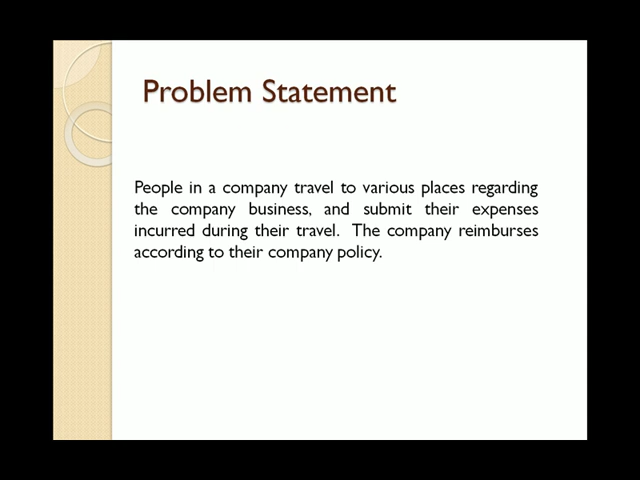 Problem Statement
People in a company travel to various places regarding
the company business, and submit their expenses
incurred during their travel. The company reimburses
according to their company policy.